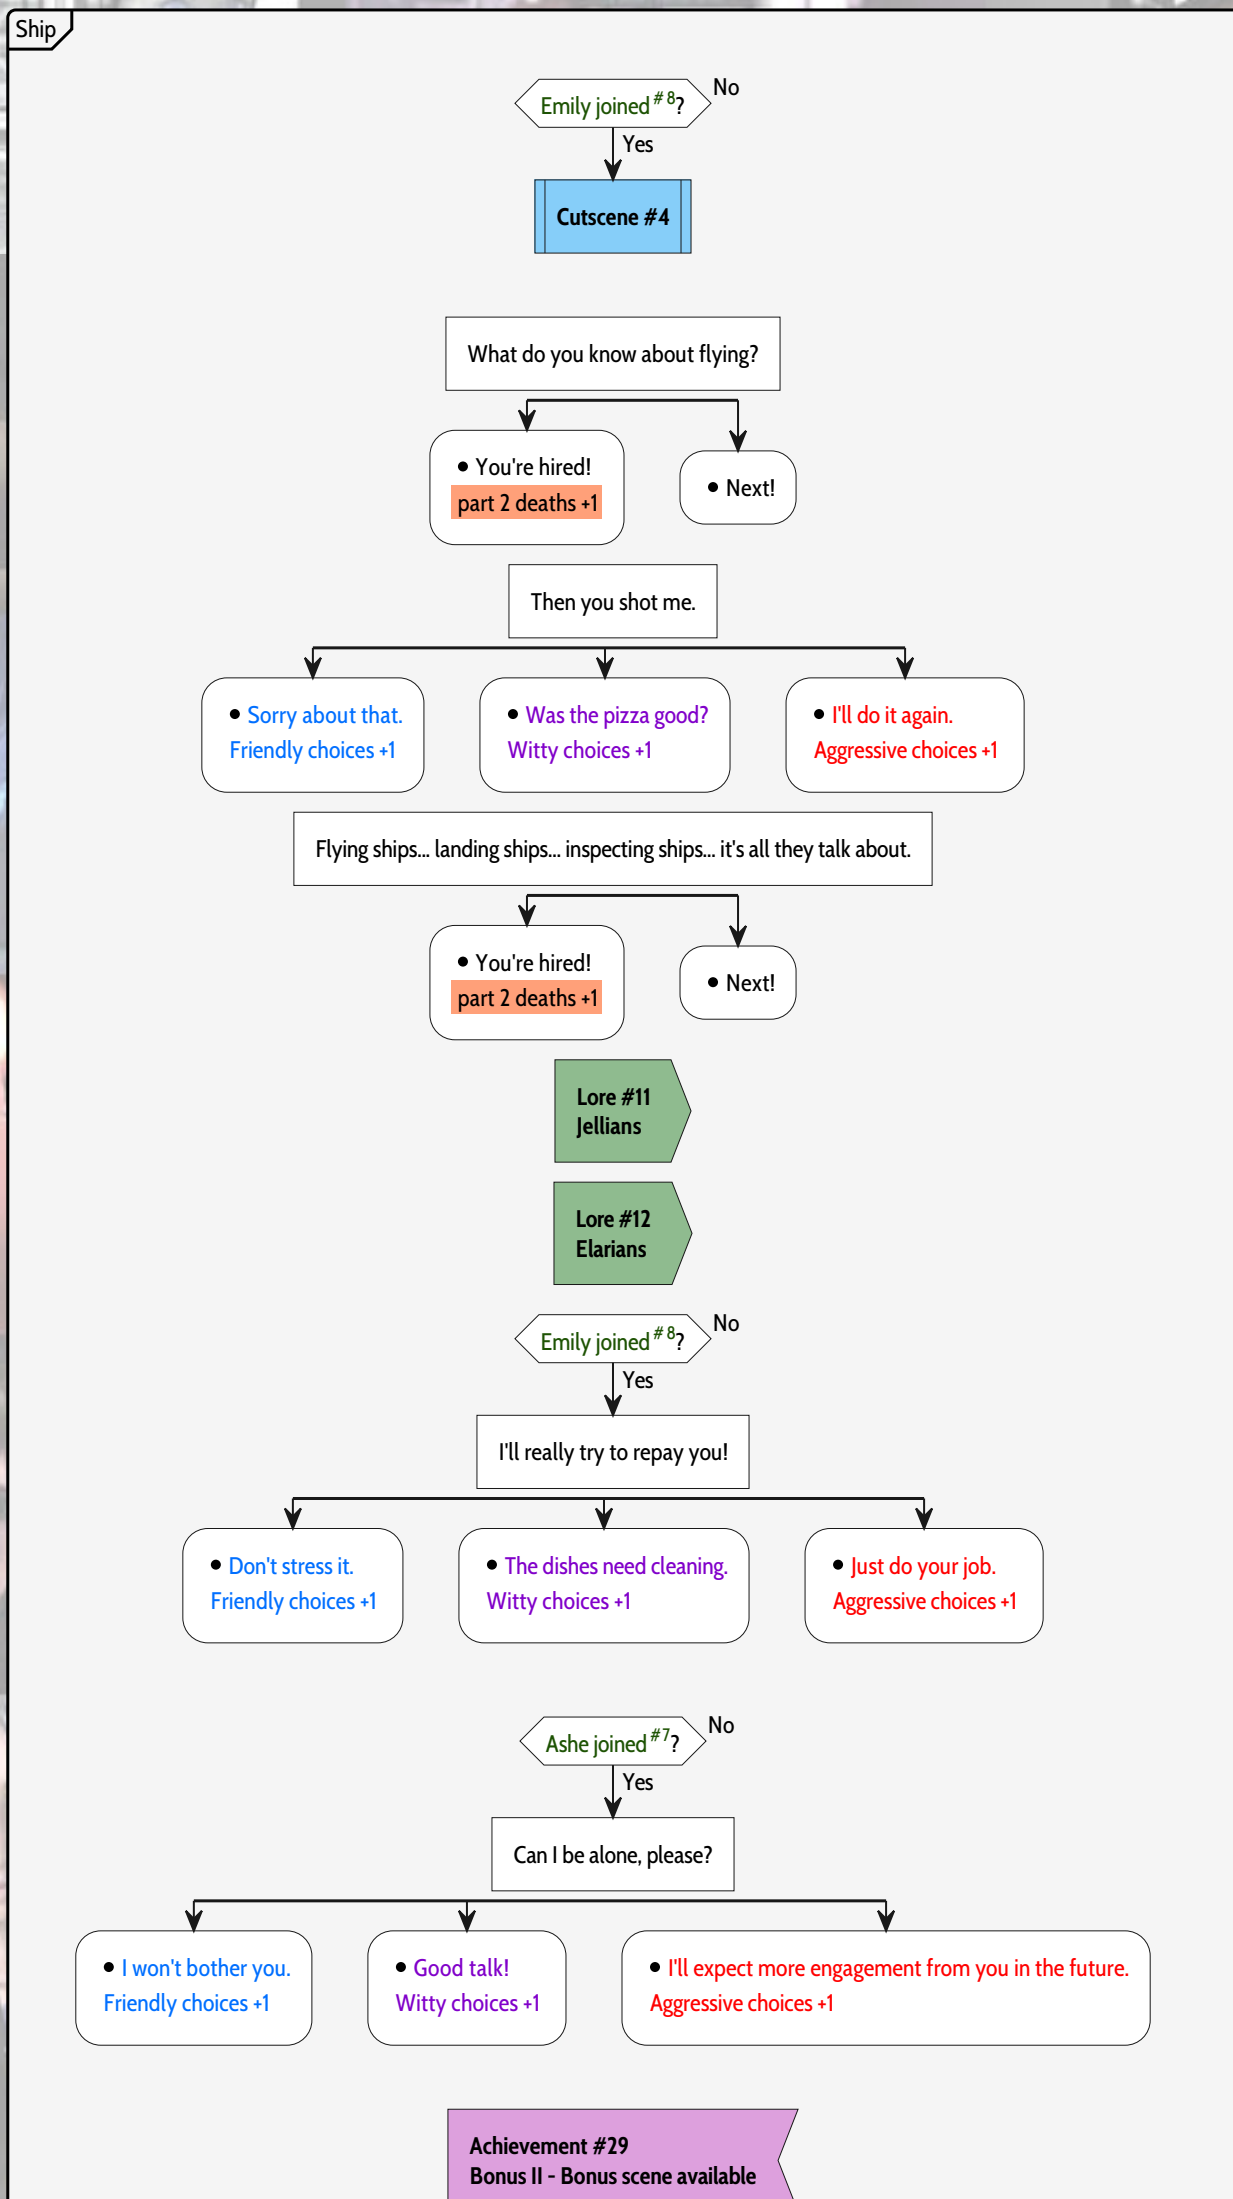 Ship
Emily joined #8?
No
Yes
Cutscene #4
What do you know about flying?
• You're hired!
part 2 deaths +1
• Next!
Then you shot me.
• Sorry about that.
Friendly choices +1
• Was the pizza good?
Witty choices +1
• I'll do it again.
Aggressive choices +1
Flying ships... landing ships... inspecting ships... it's all they talk about.
• You're hired!
part 2 deaths +1
• Next!
Lore #11
Jellians
Lore #12
Elarians
Emily joined #8?
No
Yes
I'll really try to repay you!
• Don't stress it.
Friendly choices +1
• The dishes need cleaning.
Witty choices +1
• Just do your job.
Aggressive choices +1
Ashe joined #7?
No
Yes
Can I be alone, please?
• I won't bother you.
Friendly choices +1
• Good talk!
Witty choices +1
• I'll expect more engagement from you in the future.
Aggressive choices +1
Achievement #29
Bonus II - Bonus scene available